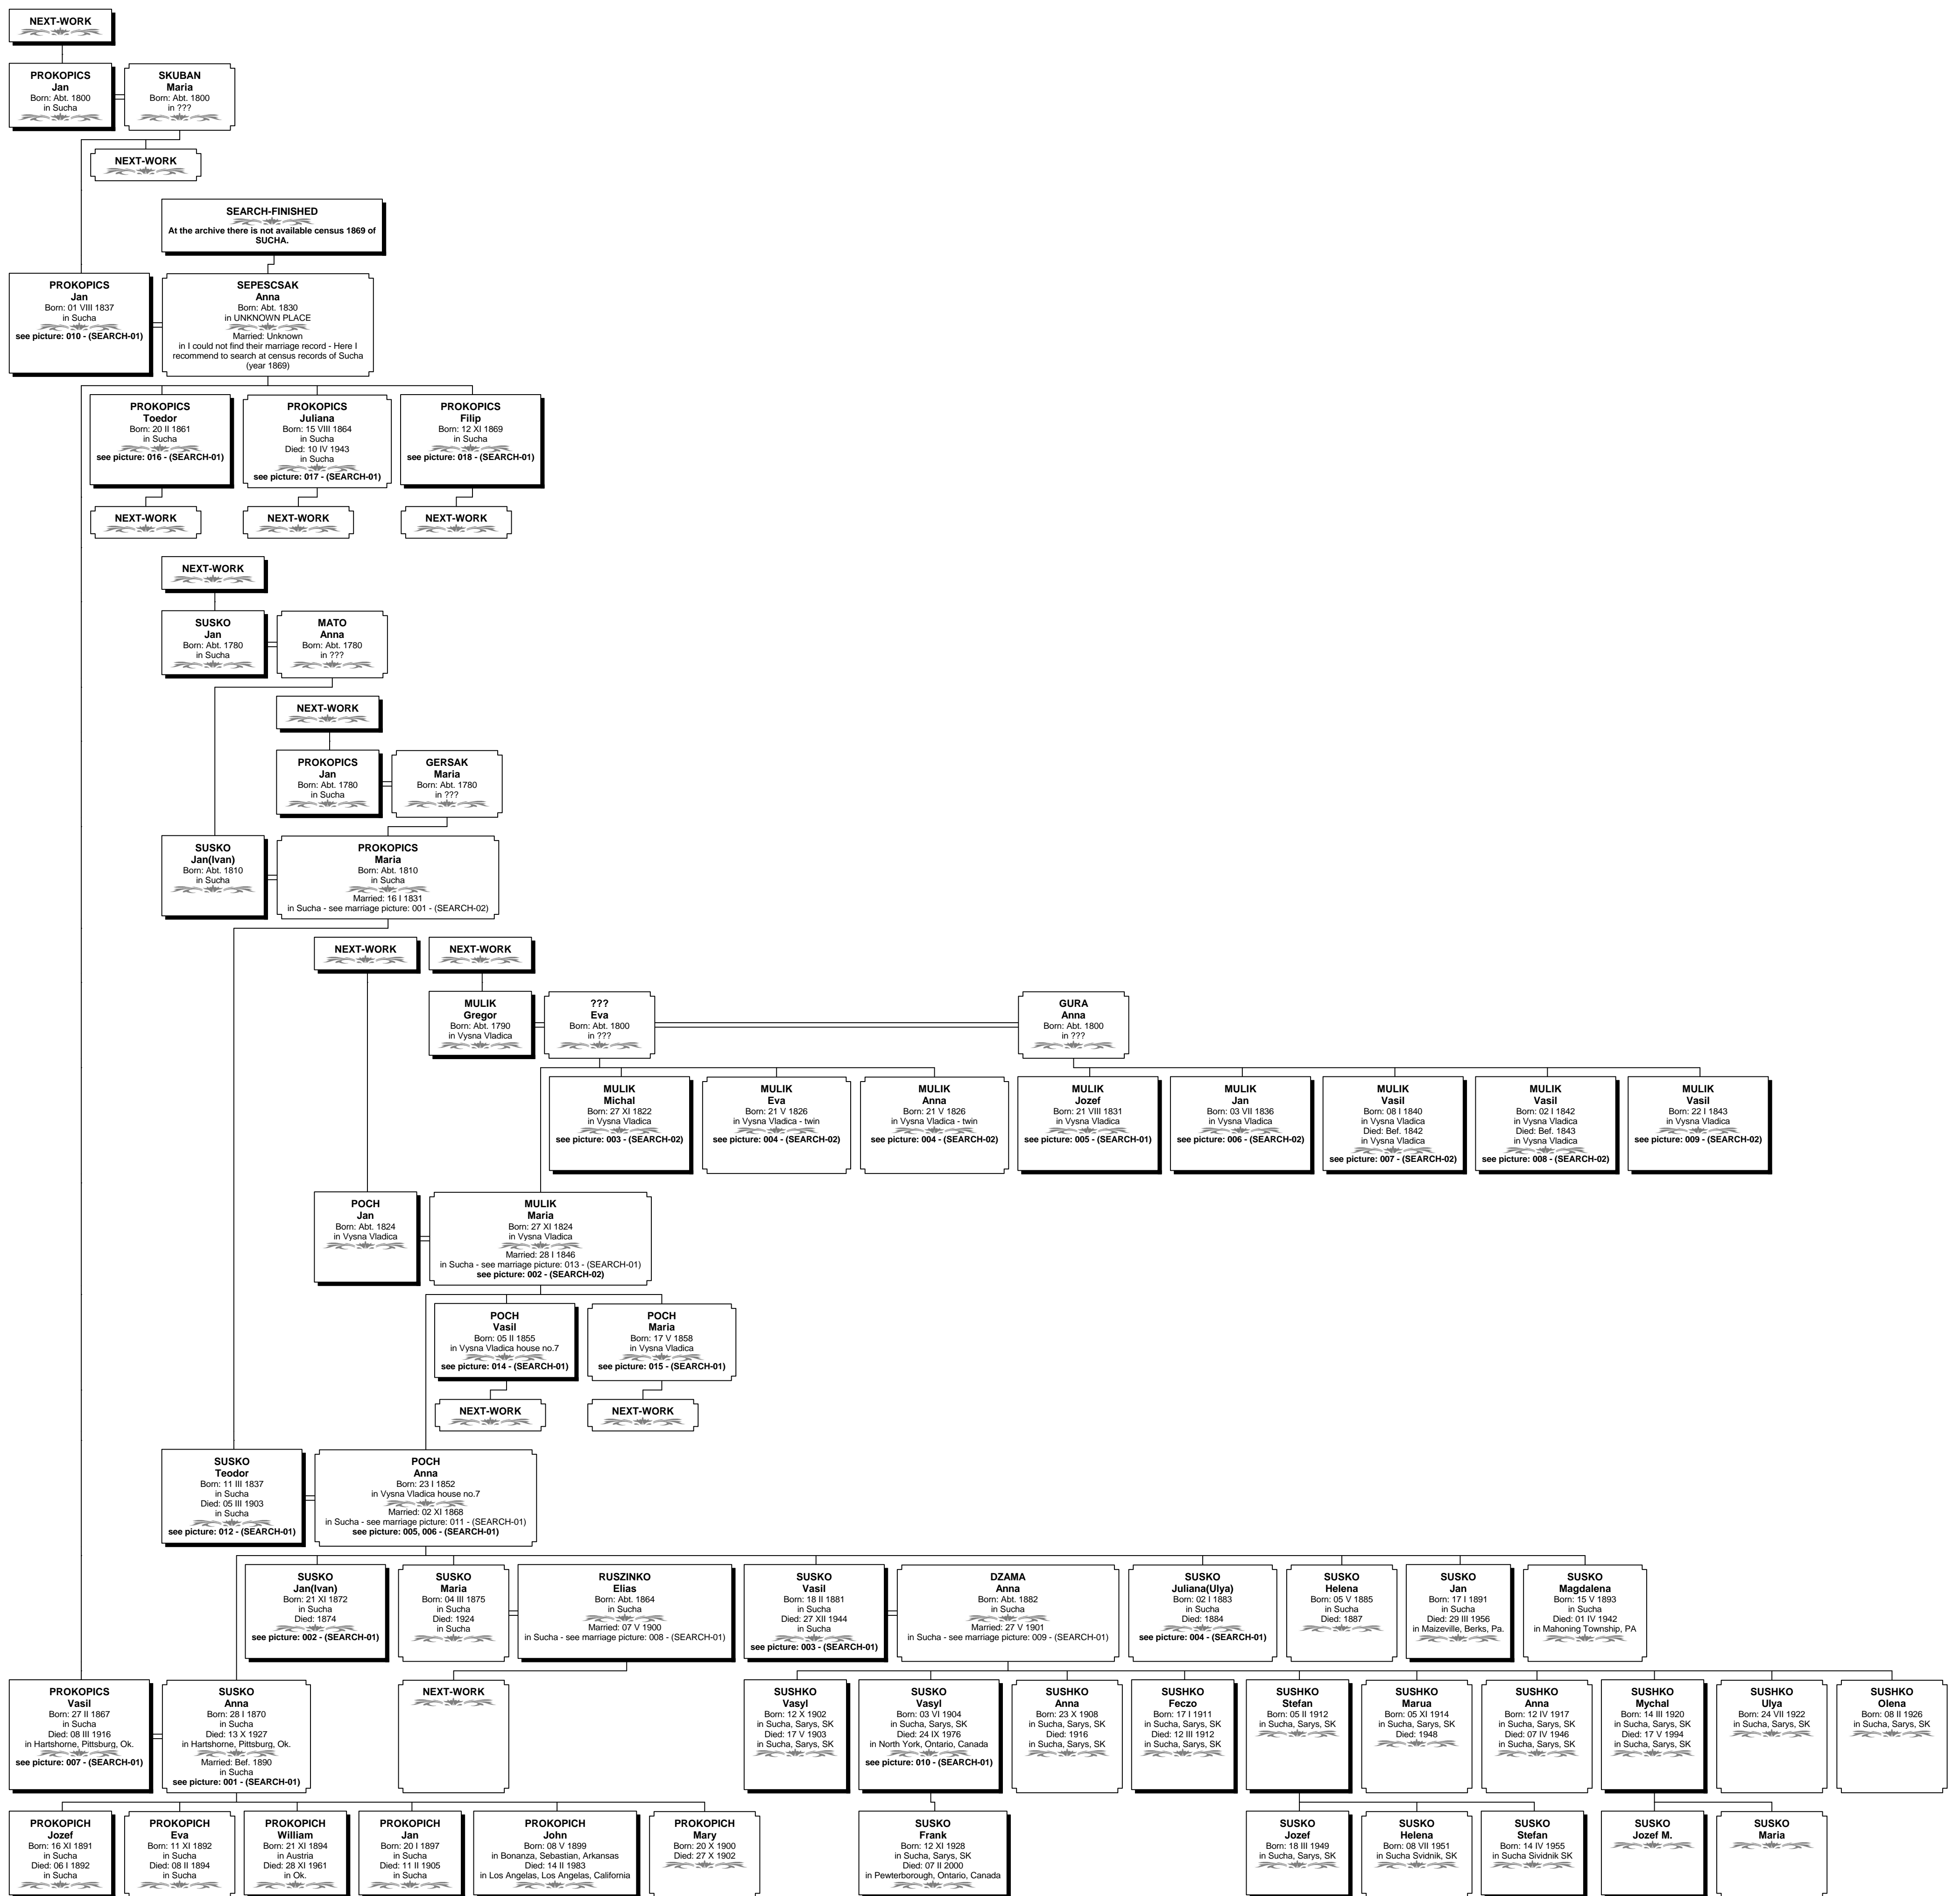 NEXT-WORK
PROKOPICS
Jan
Born: Abt. 1800
in Sucha
SKUBAN
Maria
Born: Abt. 1800
in ???
NEXT-WORK
SEARCH-FINISHED
At the archive there is not available census 1869 of
SUCHA.
PROKOPICS
Jan
Born: 01 VIII 1837
in Sucha
see picture: 010 - (SEARCH-01)
SEPESCSAK
Anna
Born: Abt. 1830
in UNKNOWN PLACE
Married: Unknown
in I could not find their marriage record - Here I
recommend to search at census records of Sucha
(year 1869)
PROKOPICS
Toedor
Born: 20 II 1861
in Sucha
see picture: 016 - (SEARCH-01)
PROKOPICS
Juliana
Born: 15 VIII 1864
in Sucha
Died: 10 IV 1943
in Sucha
see picture: 017 - (SEARCH-01)
PROKOPICS
Filip
Born: 12 XI 1869
in Sucha
see picture: 018 - (SEARCH-01)
NEXT-WORK
NEXT-WORK
NEXT-WORK
NEXT-WORK
SUSKO
Jan
Born: Abt. 1780
in Sucha
MATO
Anna
Born: Abt. 1780
in ???
NEXT-WORK
PROKOPICS
Jan
Born: Abt. 1780
in Sucha
GERSAK
Maria
Born: Abt. 1780
in ???
SUSKO
Jan(Ivan)
Born: Abt. 1810
in Sucha
PROKOPICS
Maria
Born: Abt. 1810
in Sucha
Married: 16 I 1831
in Sucha - see marriage picture: 001 - (SEARCH-02)
NEXT-WORK
NEXT-WORK
MULIK
Gregor
Born: Abt. 1790
in Vysna Vladica
???
Eva
Born: Abt. 1800
in ???
GURA
Anna
Born: Abt. 1800
in ???
MULIK
Michal
Born: 27 XI 1822
in Vysna Vladica
see picture: 003 - (SEARCH-02)
MULIK
Eva
Born: 21 V 1826
in Vysna Vladica - twin
see picture: 004 - (SEARCH-02)
MULIK
Anna
Born: 21 V 1826
in Vysna Vladica - twin
see picture: 004 - (SEARCH-02)
MULIK
Jozef
Born: 21 VIII 1831
in Vysna Vladica
see picture: 005 - (SEARCH-01)
MULIK
Jan
Born: 03 VII 1836
in Vysna Vladica
see picture: 006 - (SEARCH-02)
MULIK
Vasil
Born: 08 I 1840
in Vysna Vladica
Died: Bef. 1842
in Vysna Vladica
see picture: 007 - (SEARCH-02)
MULIK
Vasil
Born: 02 I 1842
in Vysna Vladica
Died: Bef. 1843
in Vysna Vladica
see picture: 008 - (SEARCH-02)
MULIK
Vasil
Born: 22 I 1843
in Vysna Vladica
see picture: 009 - (SEARCH-02)
POCH
Jan
Born: Abt. 1824
in Vysna Vladica
MULIK
Maria
Born: 27 XI 1824
in Vysna Vladica
Married: 28 I 1846
in Sucha - see marriage picture: 013 - (SEARCH-01)
see picture: 002 - (SEARCH-02)
POCH
Vasil
Born: 05 II 1855
in Vysna Vladica house no.7
see picture: 014 - (SEARCH-01)
POCH
Maria
Born: 17 V 1858
in Vysna Vladica
see picture: 015 - (SEARCH-01)
NEXT-WORK
NEXT-WORK
SUSKO
Teodor
Born: 11 III 1837
in Sucha
Died: 05 III 1903
in Sucha
see picture: 012 - (SEARCH-01)
POCH
Anna
Born: 23 I 1852
in Vysna Vladica house no.7
Married: 02 XI 1868
in Sucha - see marriage picture: 011 - (SEARCH-01)
see picture: 005, 006 - (SEARCH-01)
SUSKO
Jan(Ivan)
Born: 21 XI 1872
in Sucha
Died: 1874
see picture: 002 - (SEARCH-01)
SUSKO
Maria
Born: 04 III 1875
in Sucha
Died: 1924
in Sucha
RUSZINKO
Elias
Born: Abt. 1864
in Sucha
Married: 07 V 1900
in Sucha - see marriage picture: 008 - (SEARCH-01)
SUSKO
Vasil
Born: 18 II 1881
in Sucha
Died: 27 XII 1944
in Sucha
see picture: 003 - (SEARCH-01)
DZAMA
Anna
Born: Abt. 1882
in Sucha
Married: 27 V 1901
in Sucha - see marriage picture: 009 - (SEARCH-01)
SUSKO
Juliana(Ulya)
Born: 02 I 1883
in Sucha
Died: 1884
see picture: 004 - (SEARCH-01)
SUSKO
Helena
Born: 05 V 1885
in Sucha
Died: 1887
SUSKO
Jan
Born: 17 I 1891
in Sucha
Died: 29 III 1956
in Maizeville, Berks, Pa.
SUSKO
Magdalena
Born: 15 V 1893
in Sucha
Died: 01 IV 1942
in Mahoning Township, PA
PROKOPICS
Vasil
Born: 27 II 1867
in Sucha
Died: 08 III 1916
in Hartshorne, Pittsburg, Ok.
see picture: 007 - (SEARCH-01)
SUSKO
Anna
Born: 28 I 1870
in Sucha
Died: 13 X 1927
in Hartshorne, Pittsburg, Ok.
Married: Bef. 1890
in Sucha
see picture: 001 - (SEARCH-01)
NEXT-WORK
SUSHKO
Vasyl
Born: 12 X 1902
in Sucha, Sarys, SK
Died: 17 V 1903
in Sucha, Sarys, SK
SUSHKO
Vasyl
Born: 03 VI 1904
in Sucha, Sarys, SK
Died: 24 IX 1976
in North York, Ontario, Canada
see picture: 010 - (SEARCH-01)
SUSHKO
Anna
Born: 23 X 1908
in Sucha, Sarys, SK
Died: 1916
in Sucha, Sarys, SK
SUSHKO
Feczo
Born: 17 I 1911
in Sucha, Sarys, SK
Died: 12 III 1912
in Sucha, Sarys, SK
SUSHKO
Stefan
Born: 05 II 1912
in Sucha, Sarys, SK
SUSHKO
Marua
Born: 05 XI 1914
in Sucha, Sarys, SK
Died: 1948
SUSHKO
Anna
Born: 12 IV 1917
in Sucha, Sarys, SK
Died: 07 IV 1946
in Sucha, Sarys, SK
SUSHKO
Mychal
Born: 14 III 1920
in Sucha, Sarys, SK
Died: 17 V 1994
in Sucha, Sarys, SK
SUSHKO
Ulya
Born: 24 VII 1922
in Sucha, Sarys, SK
SUSHKO
Olena
Born: 08 II 1926
in Sucha, Sarys, SK
PROKOPICH
Jozef
Born: 16 XI 1891
in Sucha
Died: 06 I 1892
in Sucha
PROKOPICH
Eva
Born: 11 XI 1892
in Sucha
Died: 08 II 1894
in Sucha
PROKOPICH
William
Born: 21 XI 1894
in Austria
Died: 28 XI 1961
in Ok.
PROKOPICH
Jan
Born: 20 I 1897
in Sucha
Died: 11 II 1905
in Sucha
PROKOPICH
John
Born: 08 V 1899
in Bonanza, Sebastian, Arkansas
Died: 14 II 1983
in Los Angelas, Los Angelas, California
PROKOPICH
Mary
Born: 20 X 1900
Died: 27 X 1902
SUSKO
Frank
Born: 12 XI 1928
in Sucha, Sarys, SK
Died: 07 II 2000
in Pewterborough, Ontario, Canada
SUSKO
Jozef
Born: 18 III 1949
in Sucha, Sarys, SK
SUSKO
Helena
Born: 08 VII 1951
in Sucha Svidnik, SK
SUSKO
Stefan
Born: 14 IV 1955
in Sucha Sividnik SK
SUSKO
Jozef M.
SUSKO
Maria